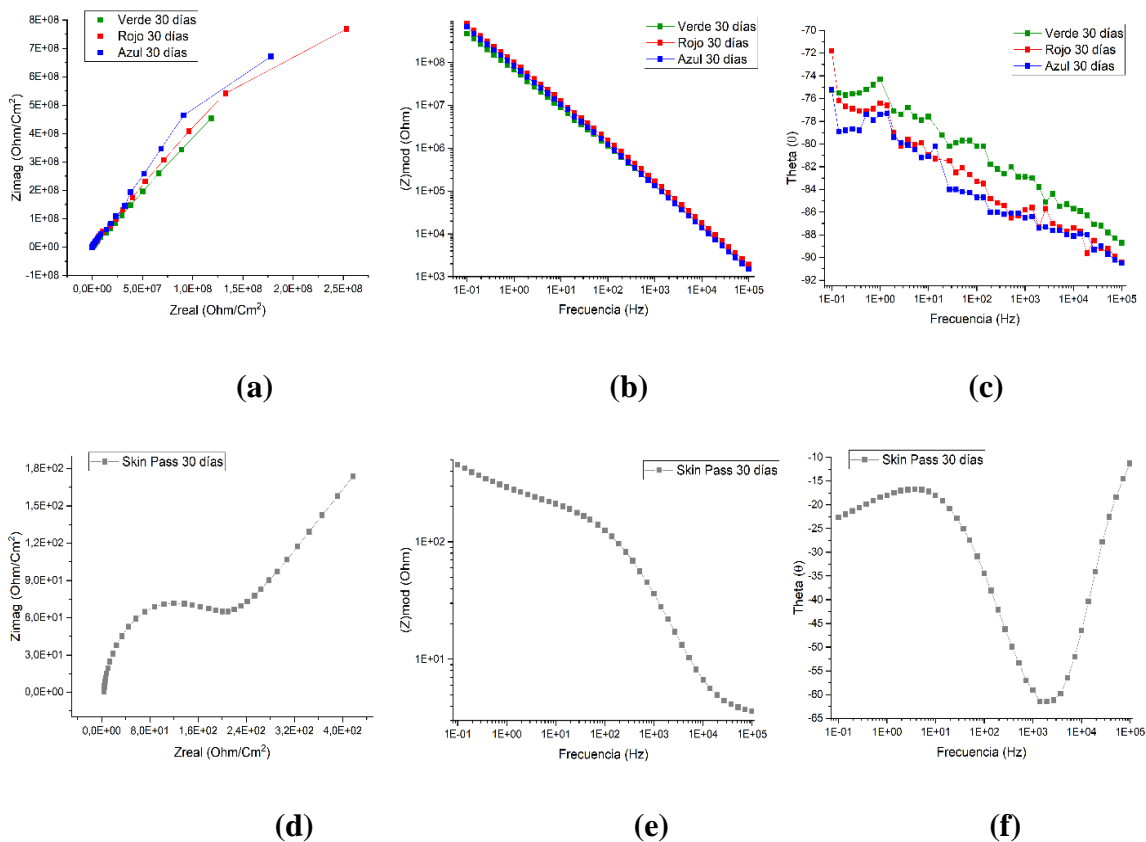 Verde 30 días
Rojo 30 días
Azul 30 días
8E+08
7E+08
6E+08
5E+08
4E+08
3E+08
2E+08
1E+08
0E+00
-1E+08
0,0E+00 5,0E+07 1,0E+08 1,5E+08 2,0E+08 2,5E+08
Zimag (Ohm/Cm²)
Zreal (Ohm/Cm²)
(a)
Verde 30 días
Rojo 30 días
Azul 30 días
1E+08
1E+07
1E+06
1E+05
1E+04
1E+03
1E-01 1E+00 1E+01 1E+02 1E+03 1E+04 1E+05
(Z)mod (Ohm)
Frecuencia (Hz)
(b)
Verde 30 días
Rojo 30 días
Azul 30 días
-70
-72
-74
-76
-78
-80
-82
-84
-86
-88
-90
-92
1E-01 1E+00 1E+01 1E+02 1E+03 1E+04 1E+05
Theta (θ)
Frecuencia (Hz)
(c)
Skin Pass 30 días
1,8E+02
1,5E+02
1,2E+02
9,0E+01
6,0E+01
3,0E+01
0,0E+00
0,0E+00 8,0E+01 1,6E+02 2,4E+02 3,2E+02 4,0E+02
Zimag (Ohm/Cm²)
Zreal (Ohm/Cm²)
(d)
Skin Pass 30 días
1E+02
1E+01
1E-01 1E+00 1E+01 1E+02 1E+03 1E+04 1E+05
(Z)mod (Ohm)
Frecuencia (Hz)
(e)
Skin Pass 30 días
-10
-15
-20
-25
-30
-35
-40
-45
-50
-55
-60
-65
1E-01 1E+00 1E+01 1E+02 1E+03 1E+04 1E+05
Theta (θ)
Frecuencia (Hz)
(f)